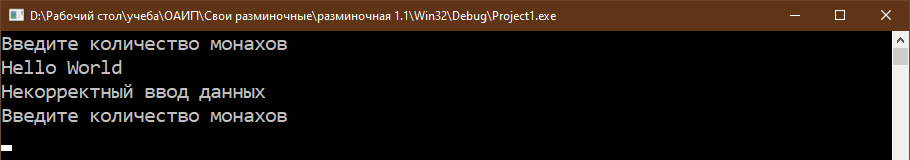 D:\Рабочий стол\учеба\ОАИП\Свои разминочные\разминочная 1.1\Win32\Debug\Project1.exe
Введите количество монахов
Hello World
Некорректный ввод данных
Введите количество монахов